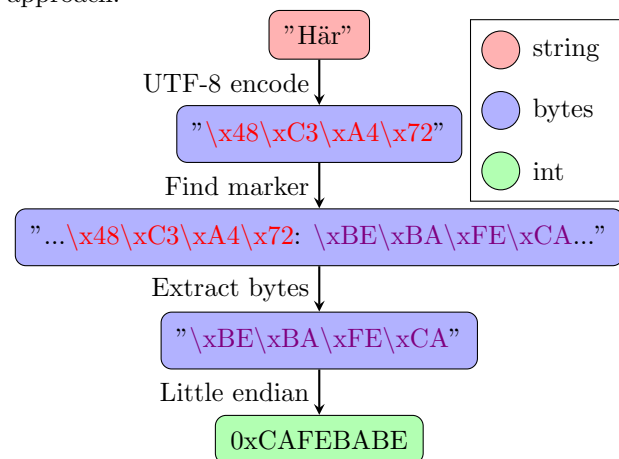 approach.
"Här"
string
UTF-8 encode
"\x48\xC3\xA4\x72"
bytes
Find marker
int
"...\x48\xC3\xA4\x72: \xBE\xBA\xFE\xCA..."
Extract bytes
"\xBE\xBA\xFE\xCA"
Little endian
0xCAFEBABE